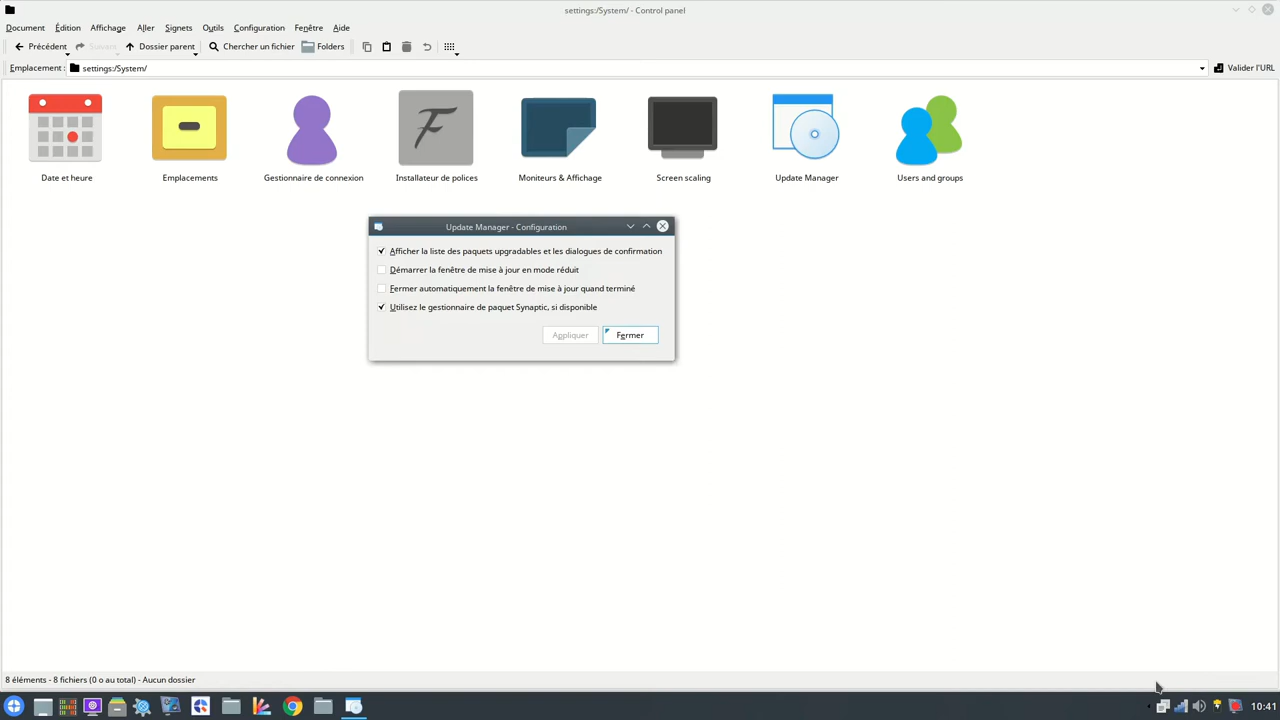 settings:/System/ - Control panel
Document Édition Affichage Aller Signets Outils Configuration Fenêtre Aide
Précédent Suivant Dossier parent Chercher un fichier Folders
Emplacement : settings:/System/ Valider l'URL
Date et heure Emplacements Gestionnaire de connexion Installateur de polices Moniteurs & Affichage Screen scaling Update Manager Users and groups
Update Manager - Configuration
Afficher la liste des paquets upgradables et les dialogues de confirmation
Démarrer la fenêtre de mise à jour en mode réduit
Fermer automatiquement la fenêtre de mise à jour quand terminé
Utilisez le gestionnaire de paquet Synaptic, si disponible
Appliquer Fermer
8 éléments - 8 fichiers (0 o au total) - Aucun dossier
10:41